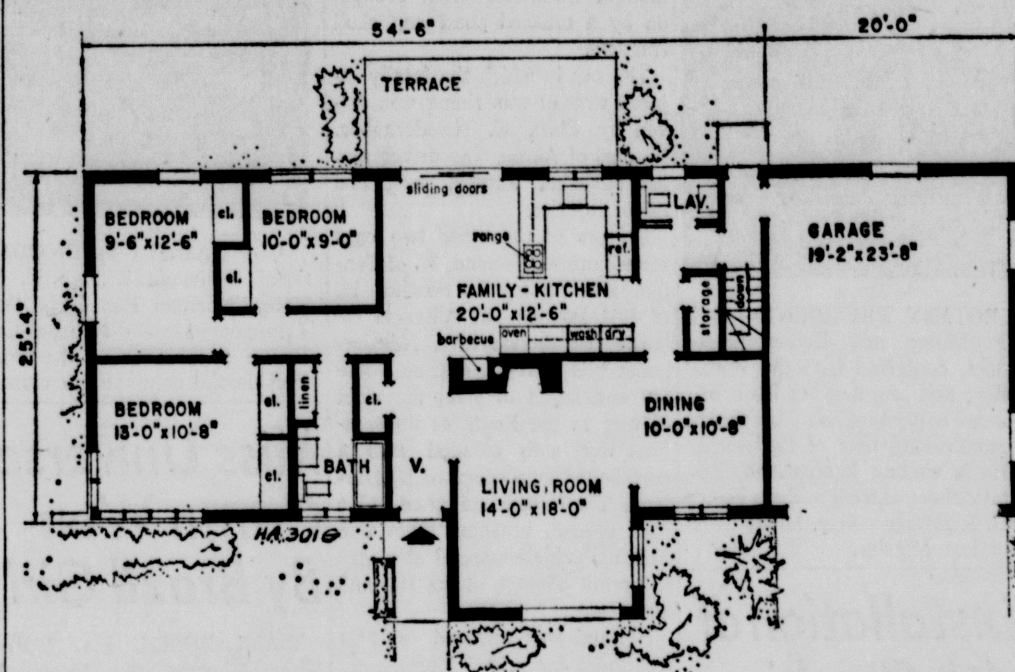 54'-6"
20'-0"
TERRACE
sliding doors
BEDROOM
9'-6"x12'-6"
cl.
BEDROOM
10'-0"x9'-0"
cl.
range
ref.
LAV.
GARAGE
19'-2"x23'-8"
FAMILY-KITCHEN
20'-0"x12'-6"
storage
down
25'-4"
barbecue
oven
wash
dry
BEDROOM
13'-0"x10'-8"
cl.
linen
cl.
DINING
10'-0"x10'-8"
cl.
BATH
V.
LIVING ROOM
14'-0"x18'-0"
HA301G